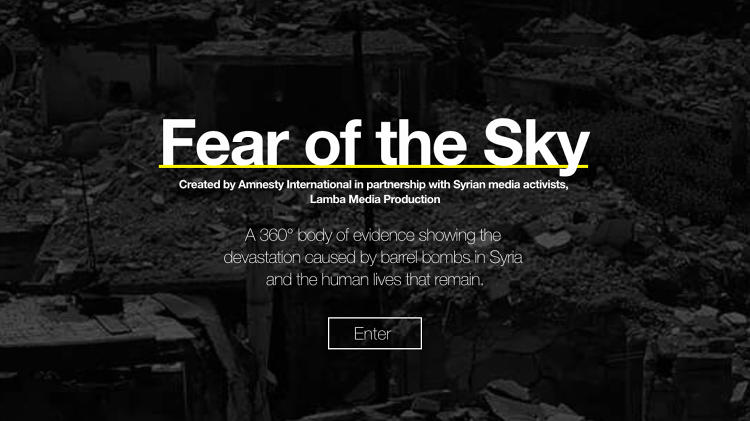 Fear of the Sky
Created by Amnesty International in partnership with Syrian media activists,
Lamba Media Production
A 360° body of evidence showing the
devastation caused by barrel bombs in Syria
and the human lives that remain.
Enter